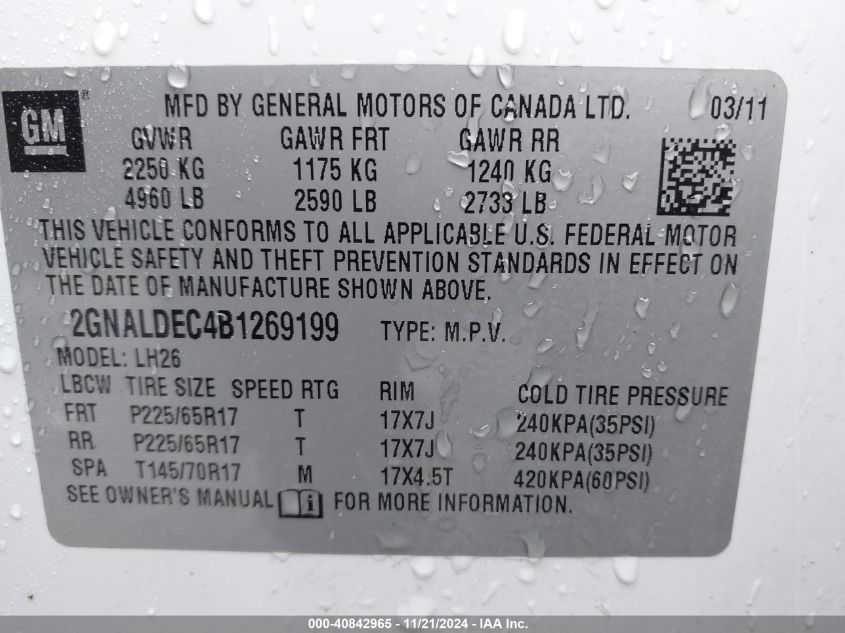 GM ® MFD BY GENERAL MOTORS OF CANADA LTD. 03/11
GVWR GAWR FRT GAWR RR
2250 KG 1175 KG 1240 KG
4960 LB 2590 LB 2733 LB
THIS VEHICLE CONFORMS TO ALL APPLICABLE U.S. FEDERAL MOTOR
VEHICLE SAFETY AND THEFT PREVENTION STANDARDS IN EFFECT ON
THE DATE OF MANUFACTURE SHOWN ABOVE.
2GNALDEC4B1269199 TYPE: M.P.V.
MODEL: LH26
LBCW TIRE SIZE SPEED RTG RIM COLD TIRE PRESSURE
FRT P225/65R17 T 17X7J 240KPA(35PSI)
RR P225/65R17 T 17X7J 240KPA(35PSI)
SPA T145/70R17 M 17X4.5T 420KPA(60PSI)
SEE OWNER'S MANUAL i FOR MORE INFORMATION.
000-40842965 - 11/21/2024 - IAA Inc.